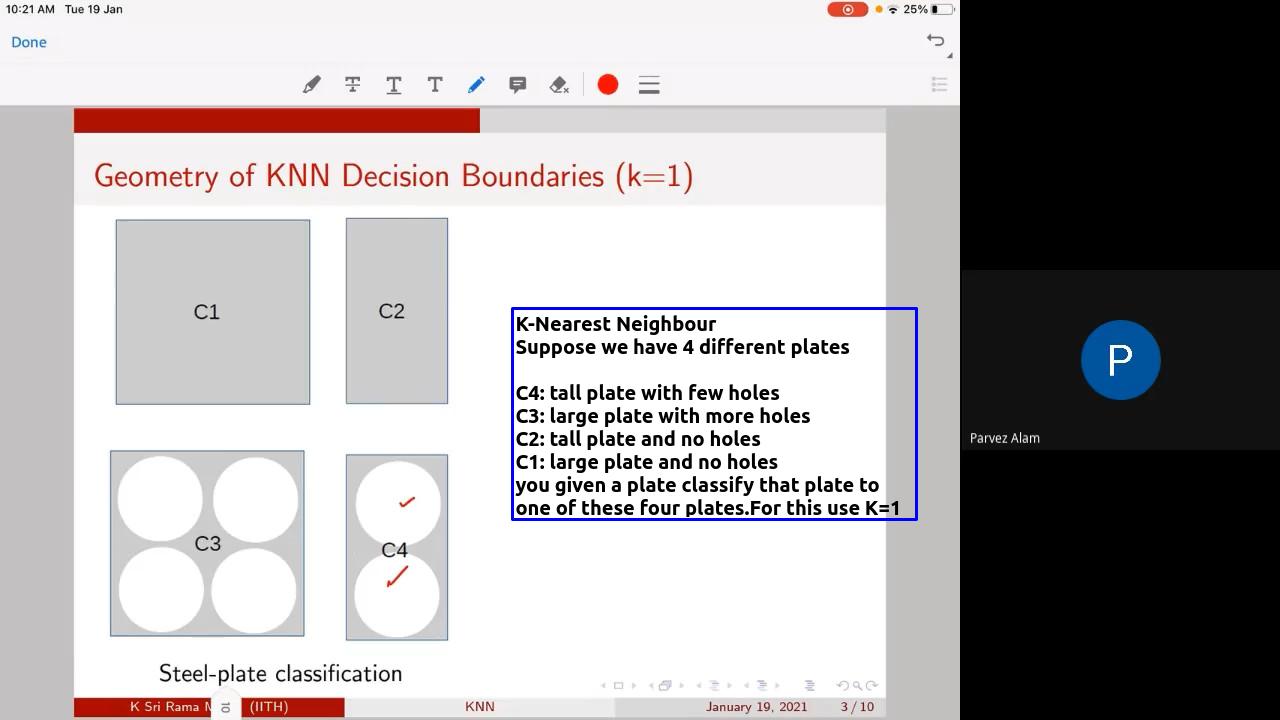 10:21 AM Tue 19 Jan
25%
Done
Geometry of KNN Decision Boundaries (k=1)
C1
C2
K-Nearest Neighbour
Suppose we have 4 different plates
C4: tall plate with few holes
C3: large plate with more holes
C2: tall plate and no holes
C1: large plate and no holes
you given a plate classify that plate to
one of these four plates.For this use K=1
C3
C4
Steel-plate classification
K Sri Rama (IITH)
KNN
January 19, 2021
3 / 10
10
P
Parvez Alam